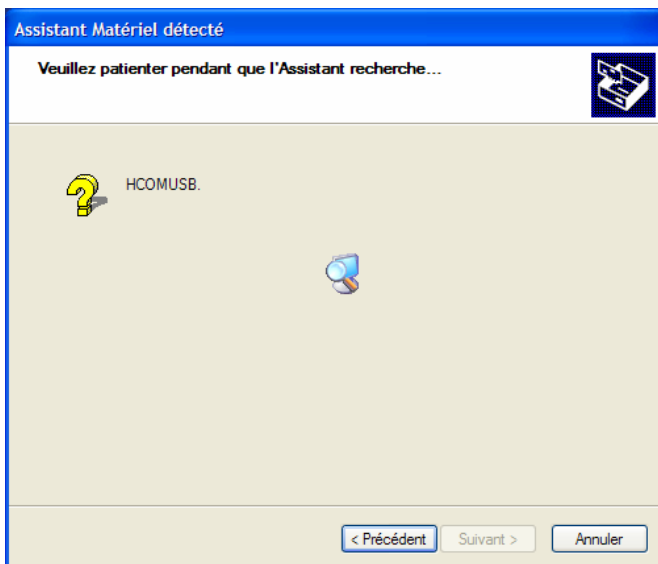 Assistant Matériel détecté
Veuillez patienter pendant que l'Assistant recherche...
HCOMUSB.
< Précédent
Suivant >
Annuler